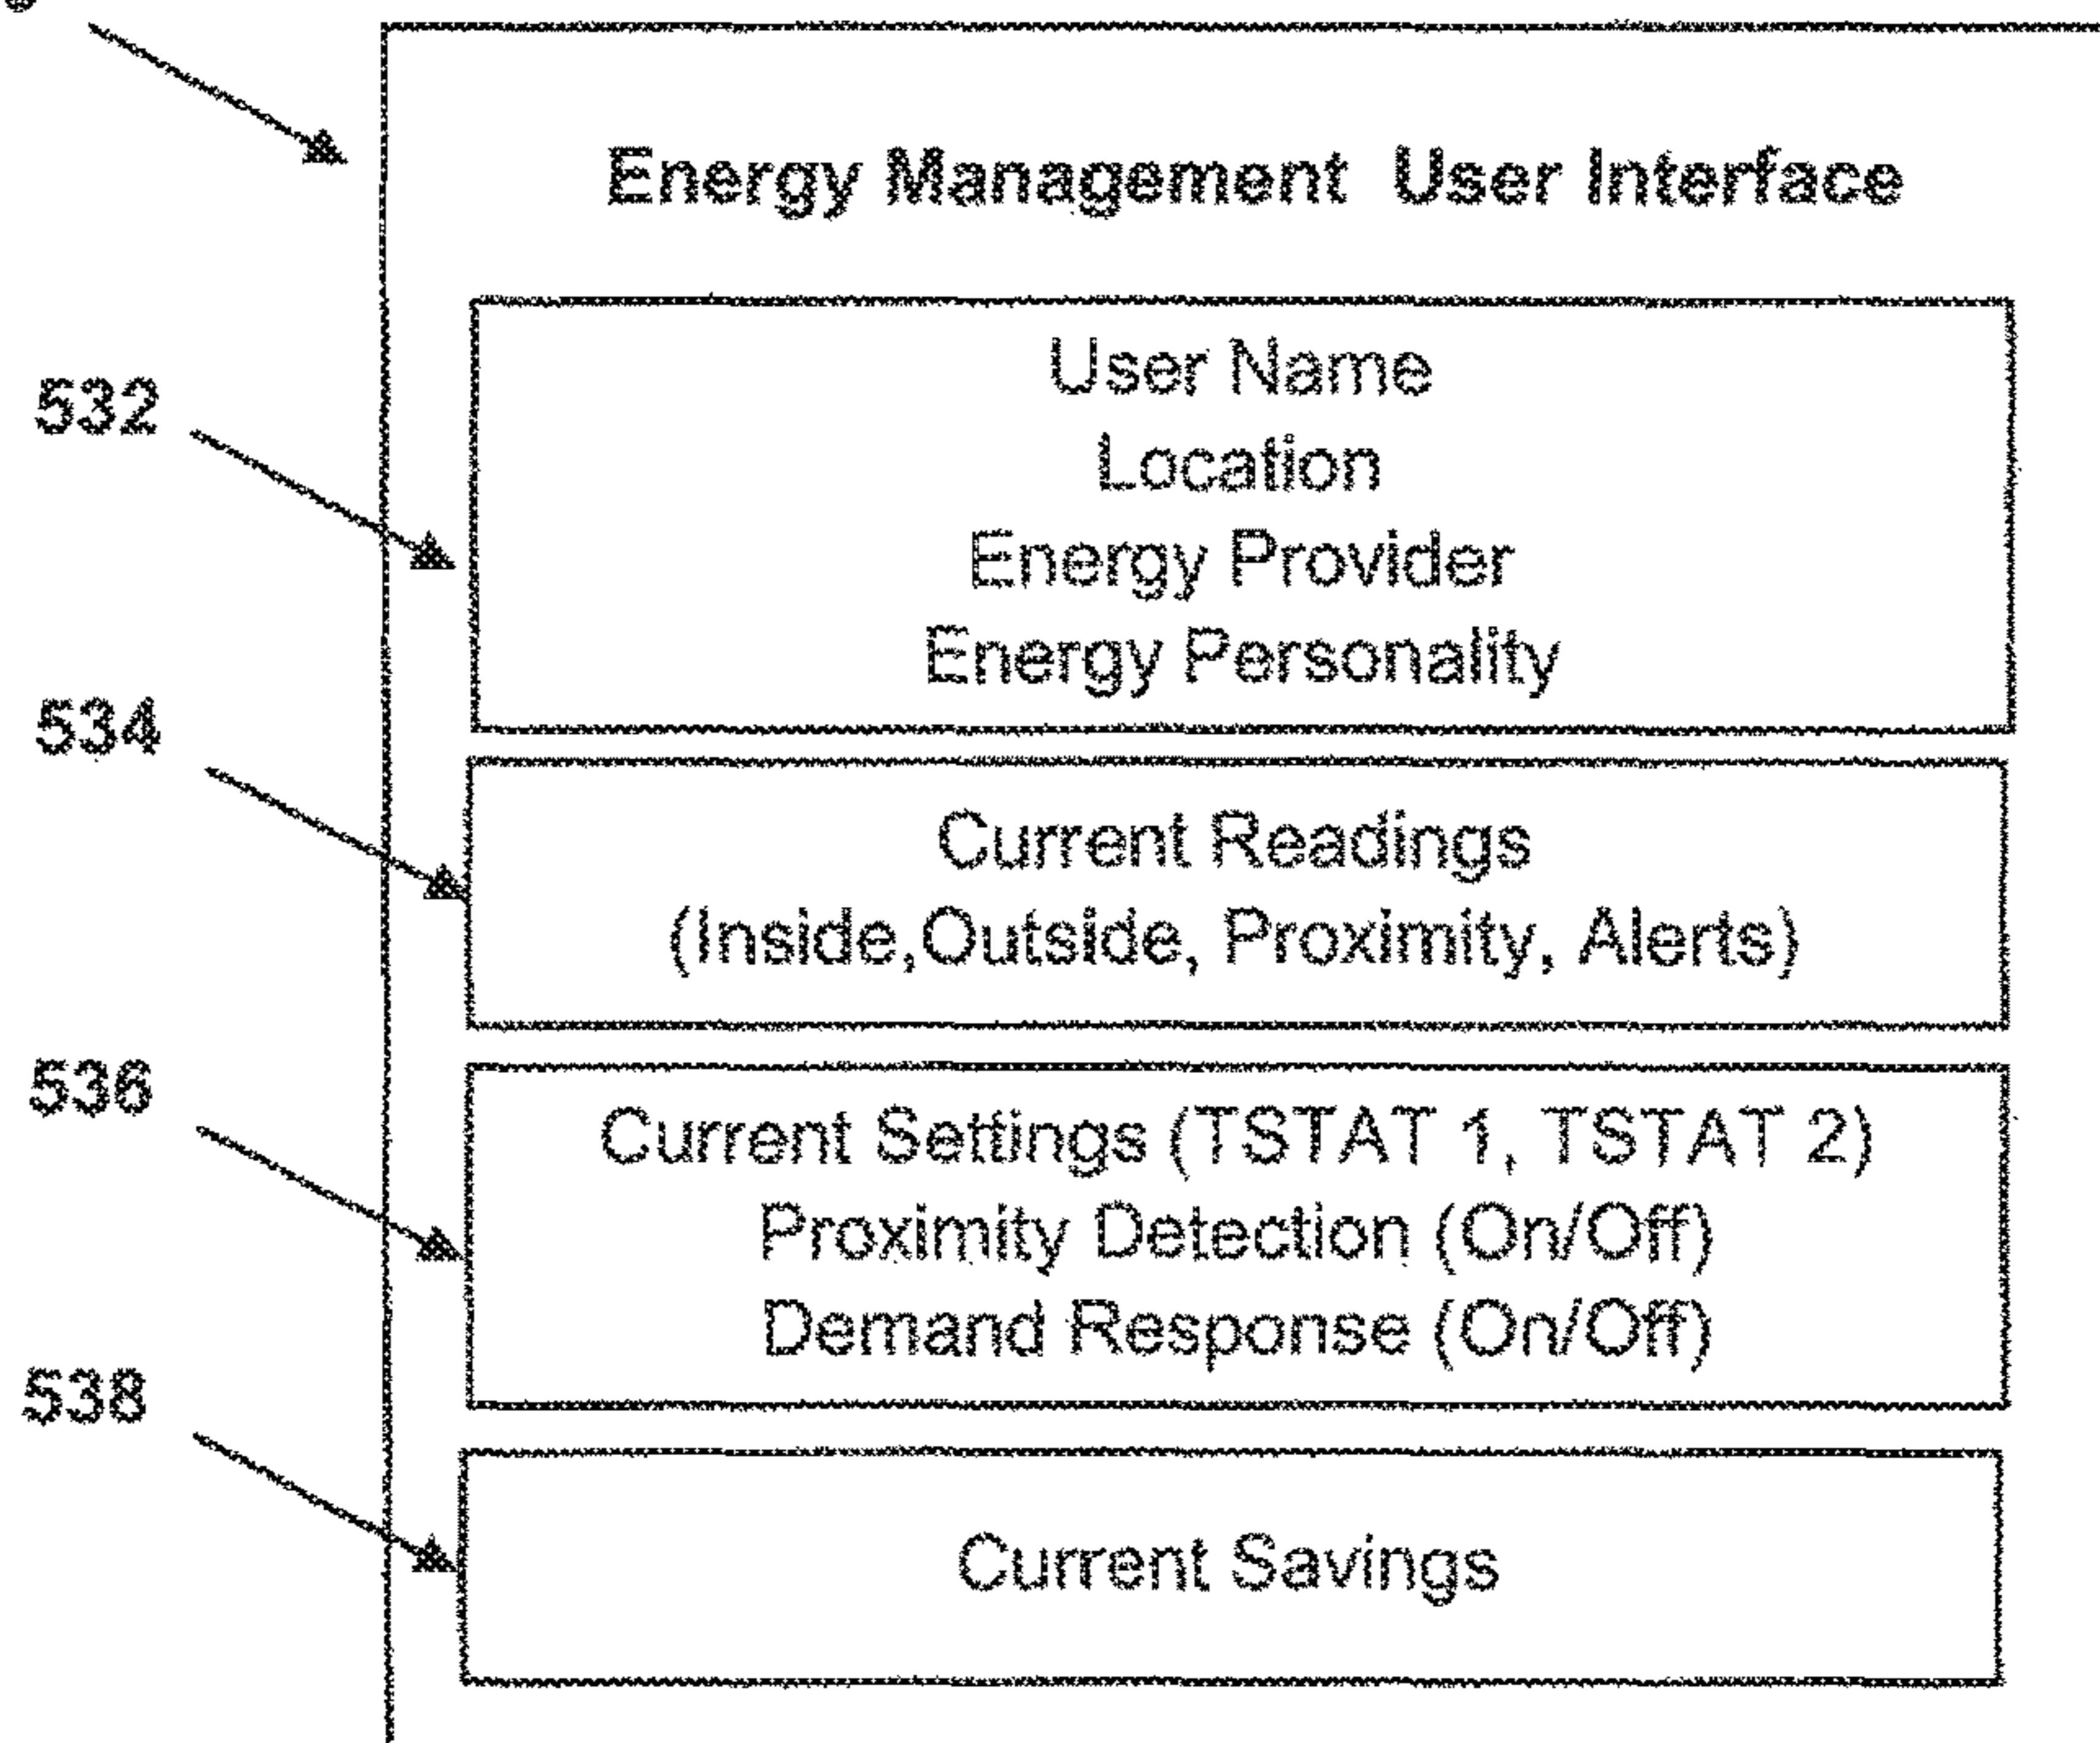 Energy Management User Interface
532
User Name
Location
Energy Provider
Energy Personality
534
Current Readings
(Inside,Outside, Proximity, Alerts)
536
Current Settings (TSTAT 1, TSTAT 2)
Proximity Detection (On/Off)
Demand Response (On/Off)
538
Current Savings